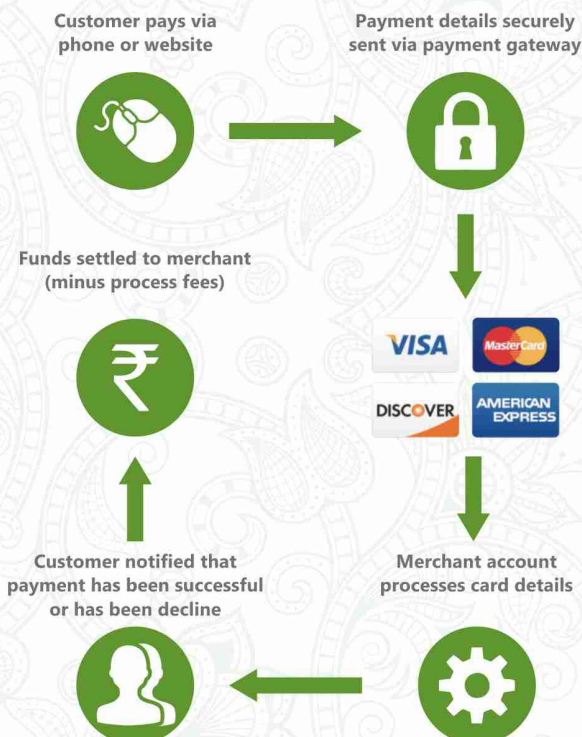 Customer pays via
phone or website
Payment details securely
sent via payment gateway
VISA
MasterCard
DISCOVER
AMERICAN
EXPRESS
Merchant account
processes card details
Customer notified that
payment has been successful
or has been decline
Funds settled to merchant
(minus process fees)
₹